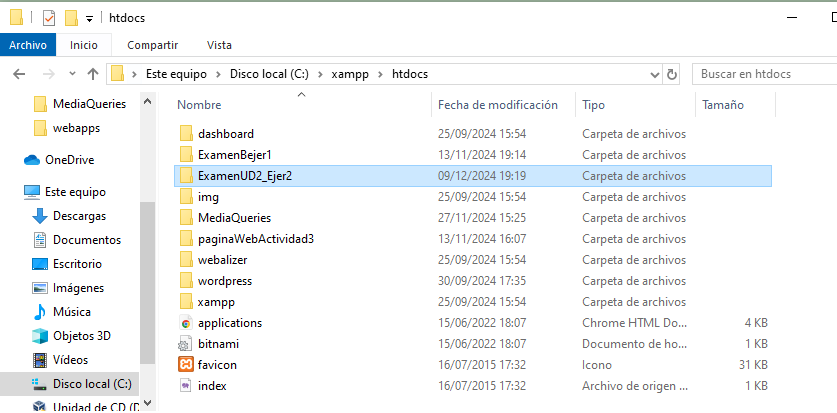 htdocs
Archivo Inicio Compartir Vista
Este equipo Disco local (C:) xampp htdocs Buscar en htdocs
MediaQueries
webapps
OneDrive
Este equipo
Descargas
Documentos
Escritorio
Imágenes
Música
Objetos 3D
Vídeos
Disco local (C:)
Unidad de CD (D
Nombre Fecha de modificación Tipo Tamaño
dashboard 25/09/2024 15:54 Carpeta de archivos
ExamenBejer1 13/11/2024 19:14 Carpeta de archivos
ExamenUD2_Ejer2 09/12/2024 19:19 Carpeta de archivos
img 25/09/2024 15:54 Carpeta de archivos
MediaQueries 27/11/2024 15:25 Carpeta de archivos
paginaWebActividad3 13/11/2024 16:07 Carpeta de archivos
webalizer 25/09/2024 15:54 Carpeta de archivos
wordpress 30/09/2024 17:35 Carpeta de archivos
xampp 25/09/2024 15:54 Carpeta de archivos
applications 15/06/2022 18:07 Chrome HTML Do... 4 KB
bitnami 15/06/2022 18:07 Documento de ho... 1 KB
favicon 16/07/2015 17:32 Icono 31 KB
index 16/07/2015 17:32 Archivo de origen ... 1 KB